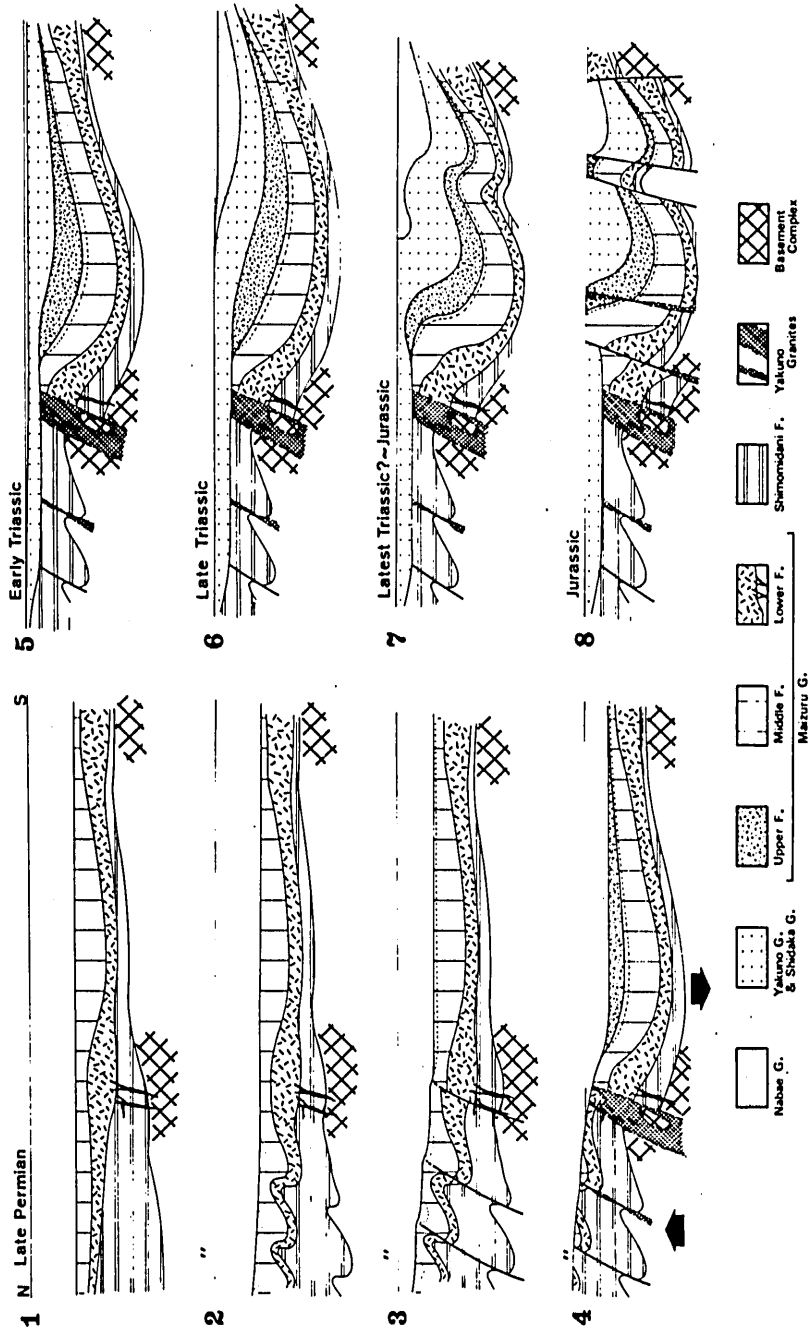 1
N Late Permian S
2
"
3
"
4
"
5
Early Triassic
6
Late Triassic
7
Latest Triassic?~Jurassic
8
Jurassic
Nabae G.
Yakuno G.
& Shidaka G.
Upper F.
Middle F.
Lower F.
Maizuru G.
Shimomidani F.
Yakuno
Granites
Basement
Complex